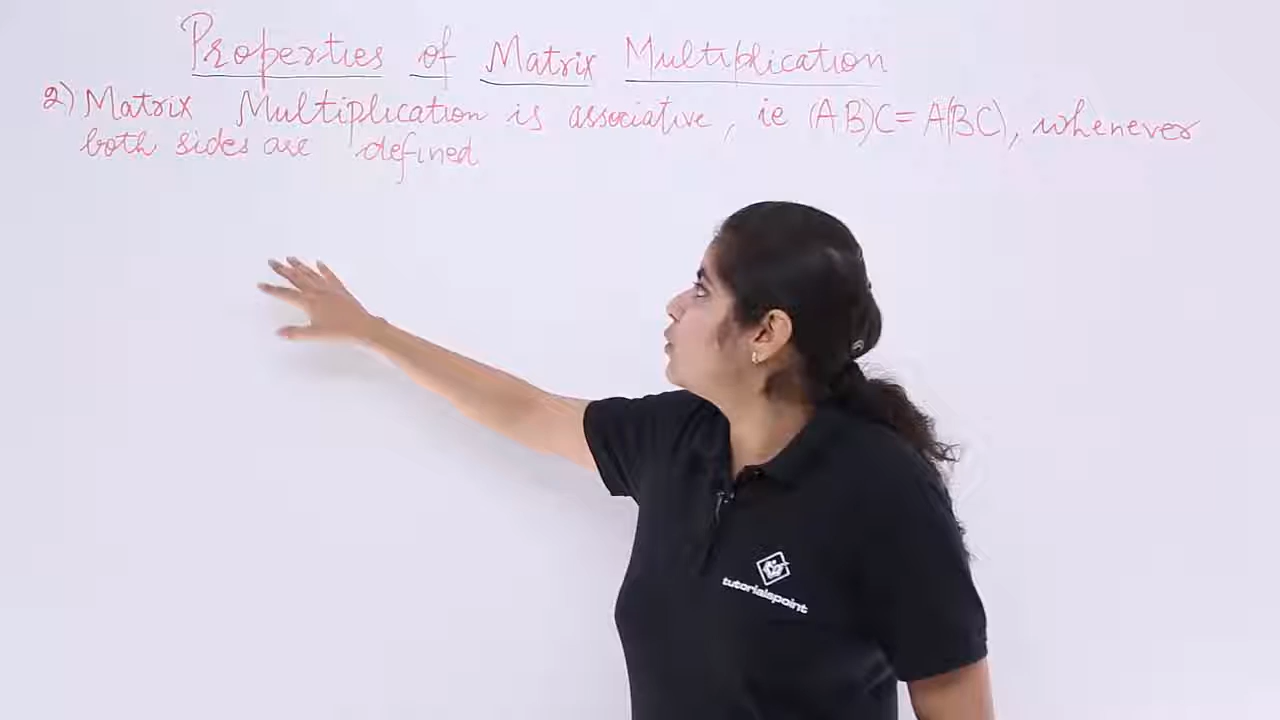 Properties of Matrix Multiplication
2) Matrix Multiplication is associative, ie (AB)C = A(BC), whenever
both sides are defined
tutorialspoint